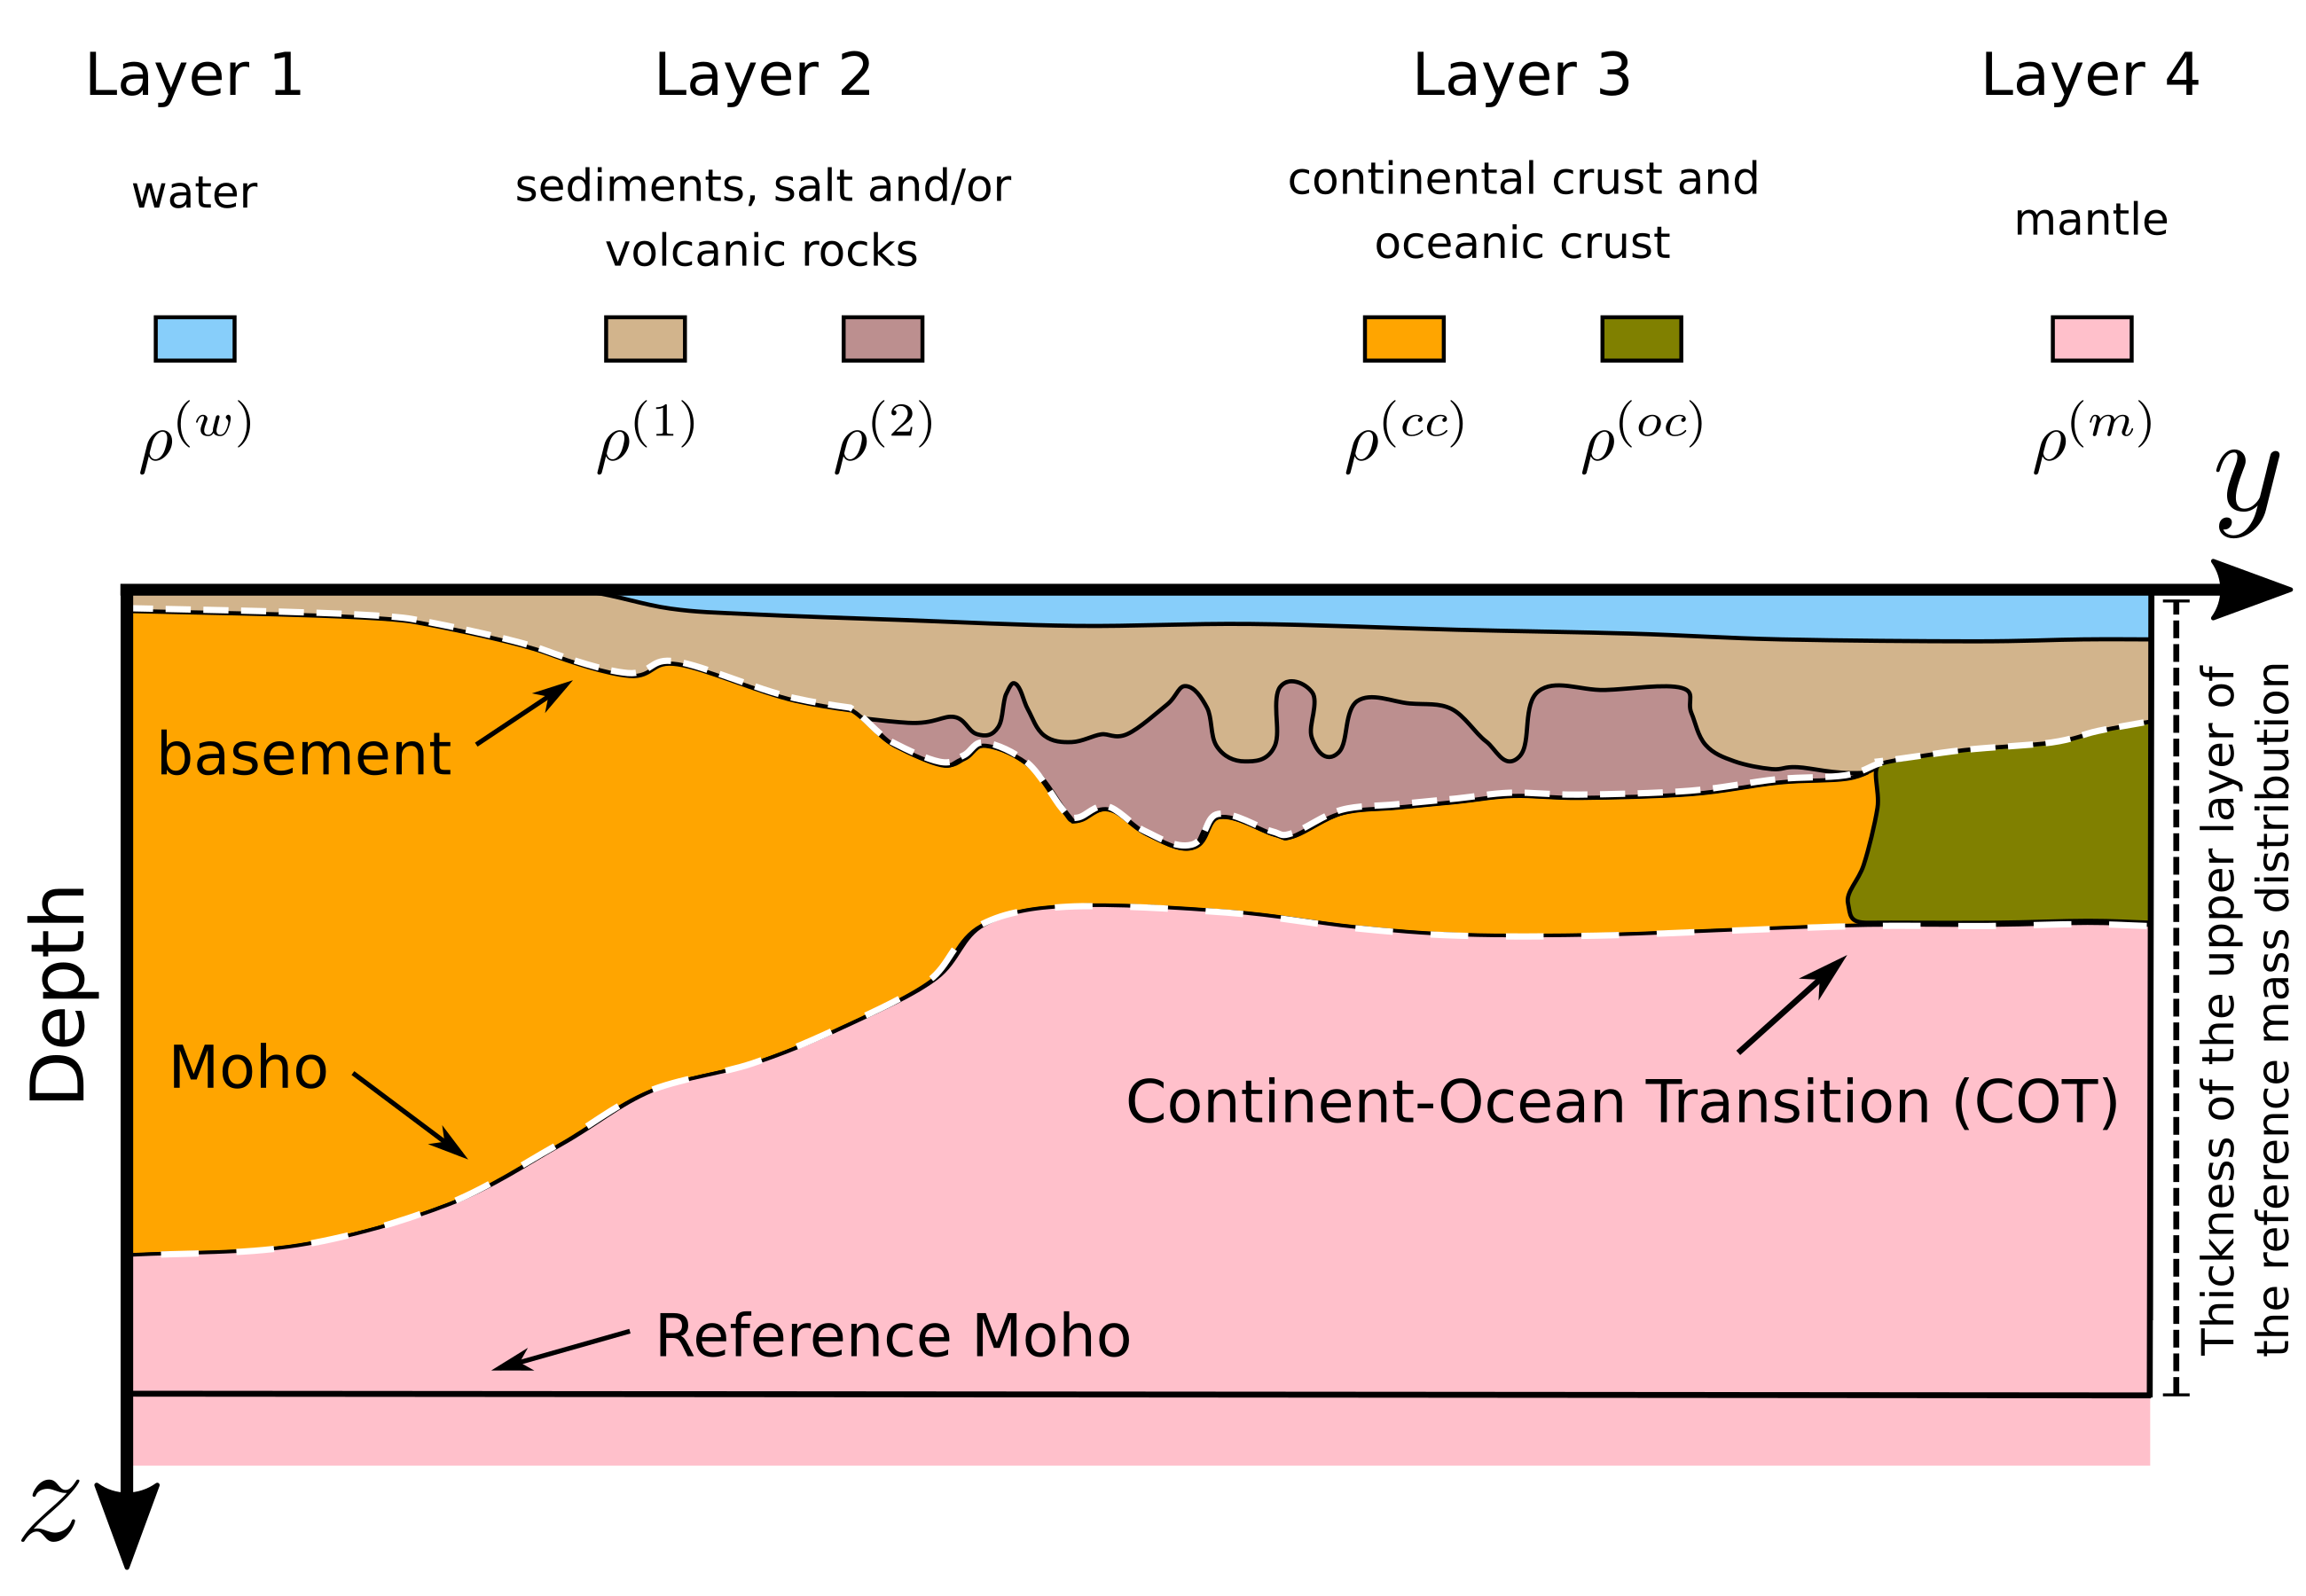 Layer 1
Layer 2
Layer 3
Layer 4
water
sediments, salt and/or
volcanic rocks
continental crust and
oceanic crust
mantle
ρ^(w)
ρ^(1)
ρ^(2)
ρ^(cc)
ρ^(oc)
ρ^(m)
y
basement
Depth
Moho
Continent-Ocean Transition (COT)
Reference Moho
Thickness of the upper layer of
the reference mass distribution
z